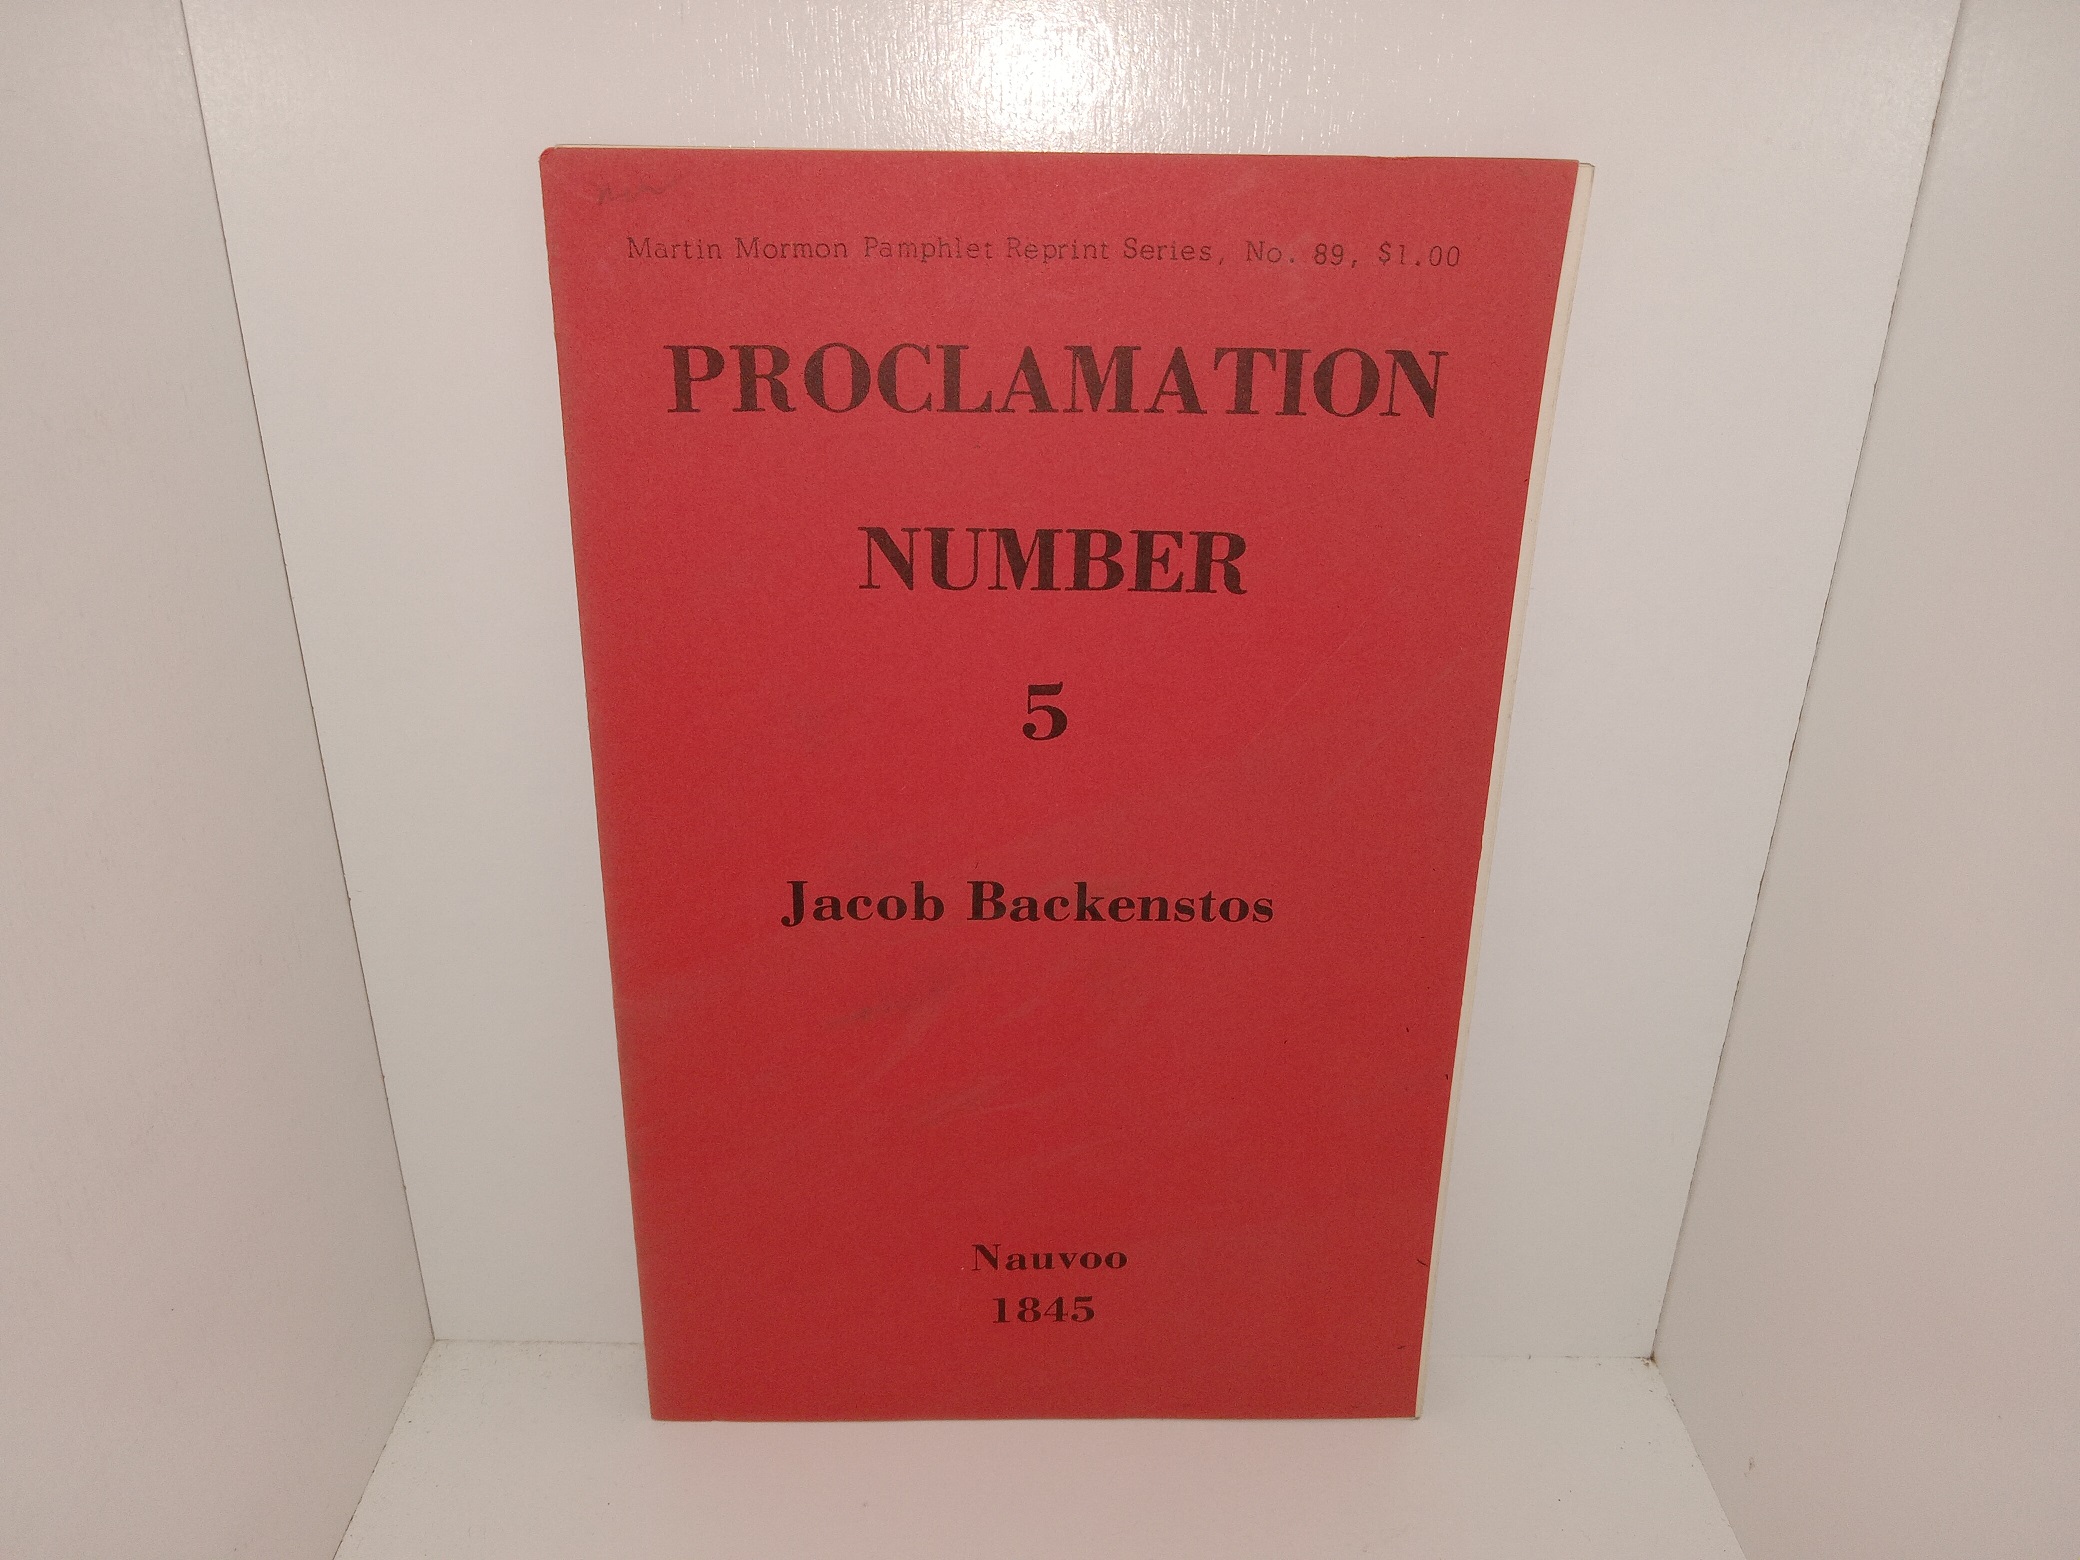 Martin Mormon Pamphlet Reprint Series, No. 89, $1.00
PROCLAMATION
NUMBER
5
Jacob Backenstos
Nauvoo
1845